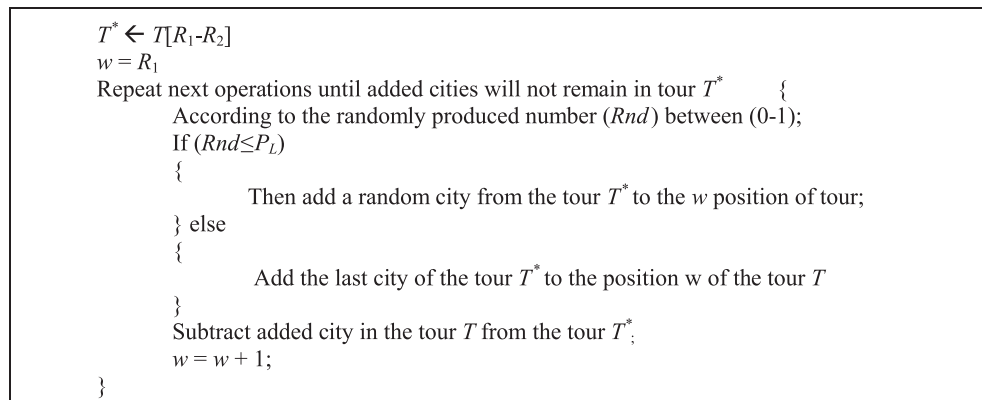 T* ← T[R₁-R₂]
w = R₁
Repeat next operations until added cities will not remain in tour T* {
According to the randomly produced number (Rnd) between (0-1);
If (Rnd≤P_L)
{
Then add a random city from the tour T* to the w position of tour;
} else
{
Add the last city of the tour T* to the position w of the tour T
}
Subtract added city in the tour T from the tour T*;
w = w + 1;
}